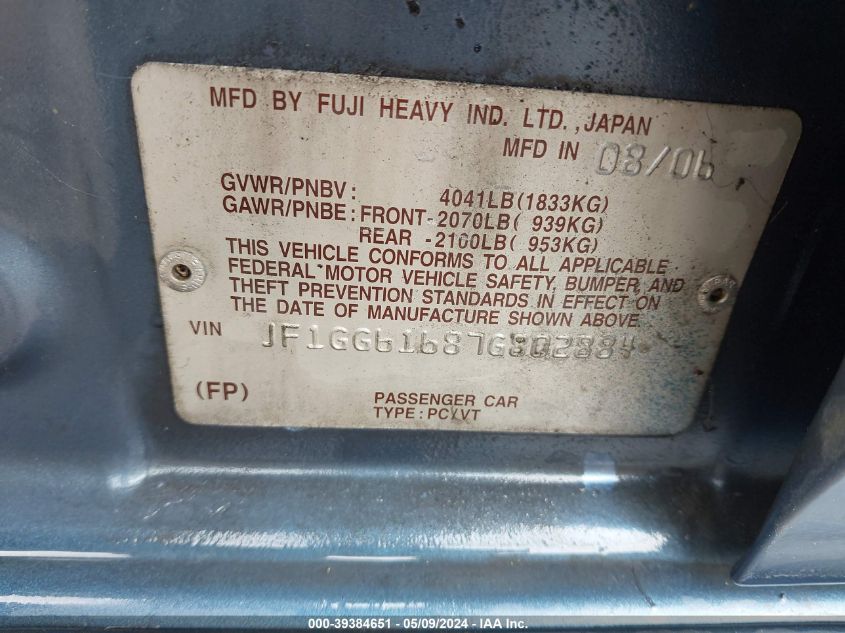 MFD BY FUJI HEAVY IND. LTD., JAPAN
MFD IN 08/06
GVWR/PNBV : 4041LB(1833KG)
GAWR/PNBE : FRONT-2070LB( 939KG)
REAR -2100LB( 953KG)
THIS VEHICLE CONFORMS TO ALL APPLICABLE
FEDERAL MOTOR VEHICLE SAFETY, BUMPER, AND
THEFT PREVENTION STANDARDS IN EFFECT ON
THE DATE OF MANUFACTURE SHOWN ABOVE
VIN JF1GG61687G802884
(FP) PASSENGER CAR
TYPE : PC/VT
000-39384651 - 05/09/2024 - IAA Inc.